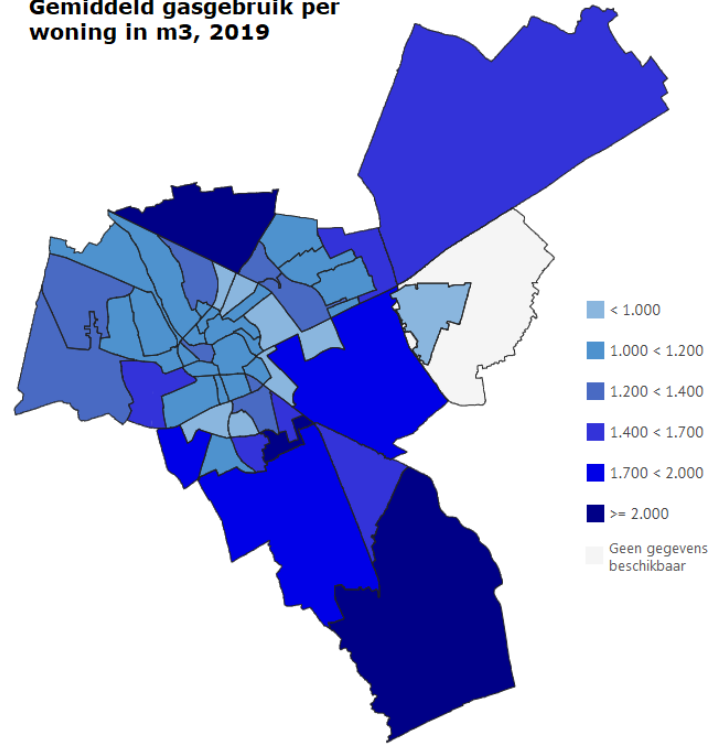 Gemiddeld gasgebruik per
woning in m3, 2019
< 1.000
1.000 < 1.200
1.200 < 1.400
1.400 < 1.700
1.700 < 2.000
>= 2.000
Geen gegevens
beschikbaar